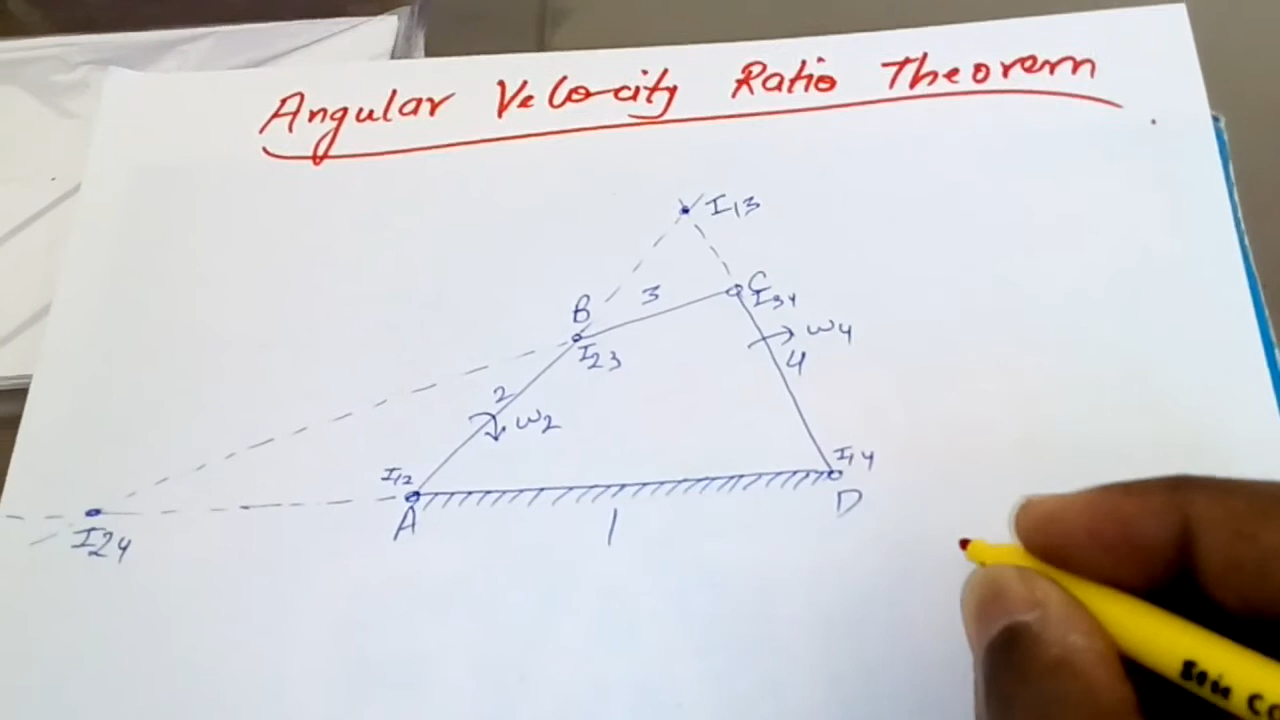 Angular Velocity Ratio Theorem
I13
B
3
C
I34
I23
ω4
4
2
ω2
I12
I14
A
D
I24
1